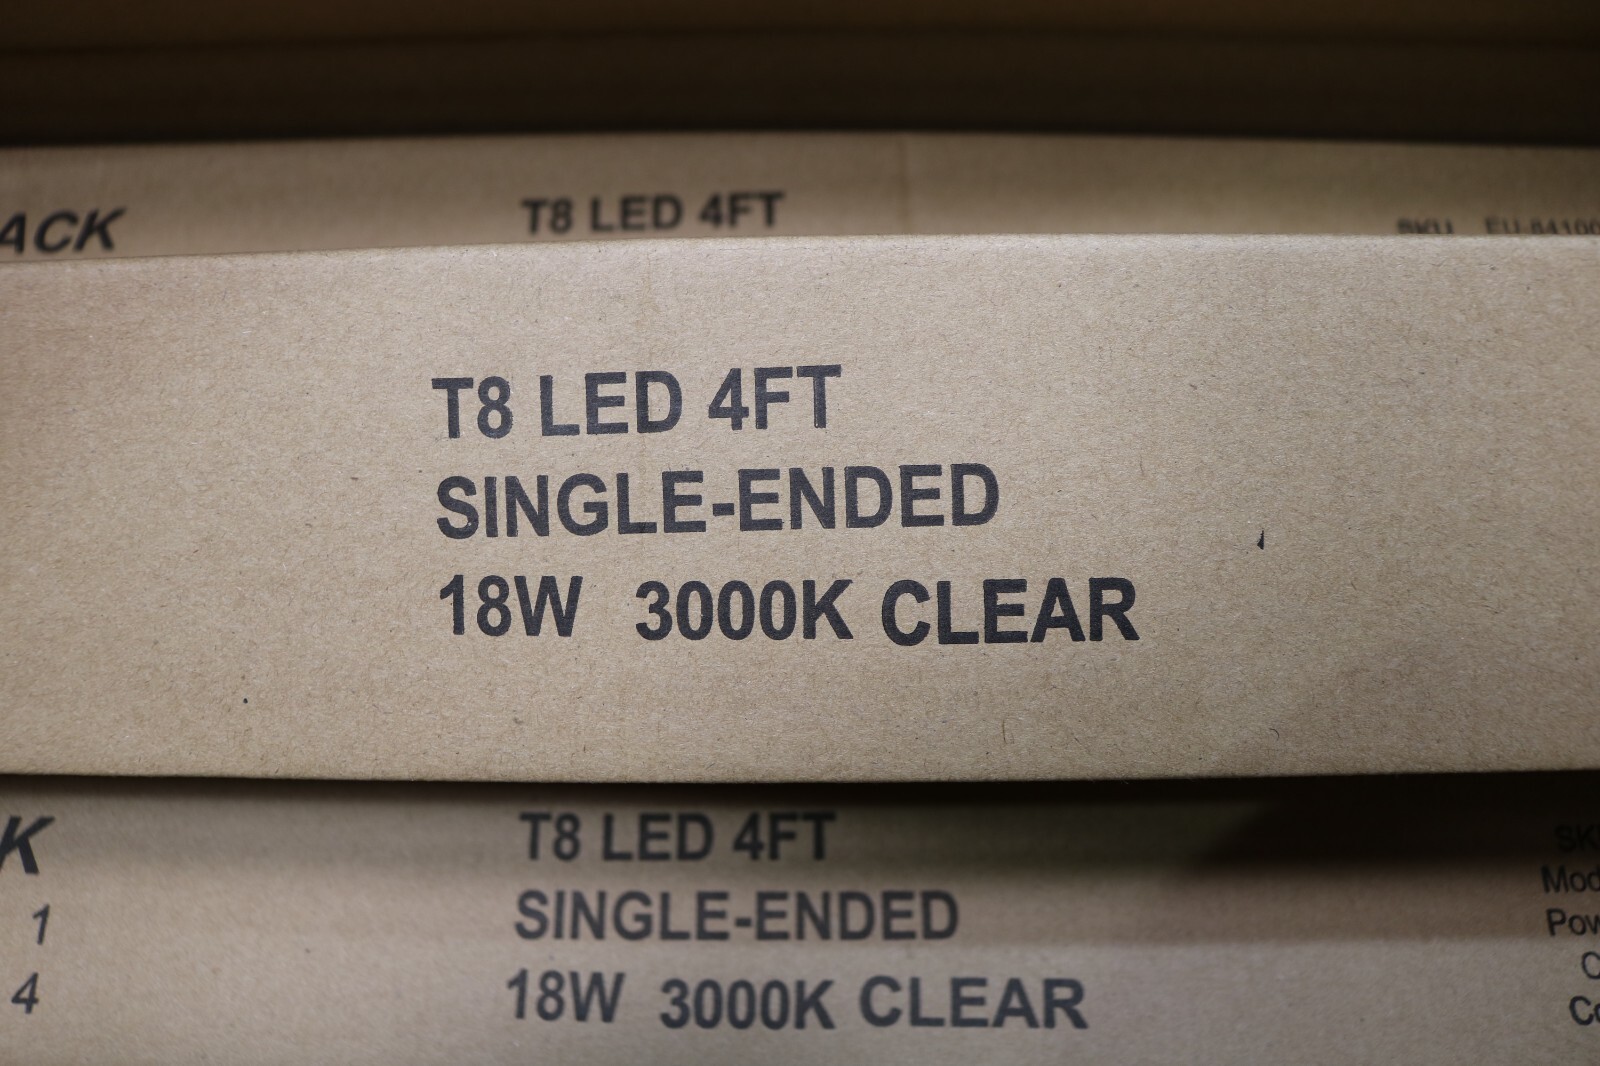 T8 LED 4FT
T8 LED 4FT
SINGLE-ENDED
18W 3000K CLEAR
K
T8 LED 4FT
1
SINGLE-ENDED
4
18W 3000K CLEAR